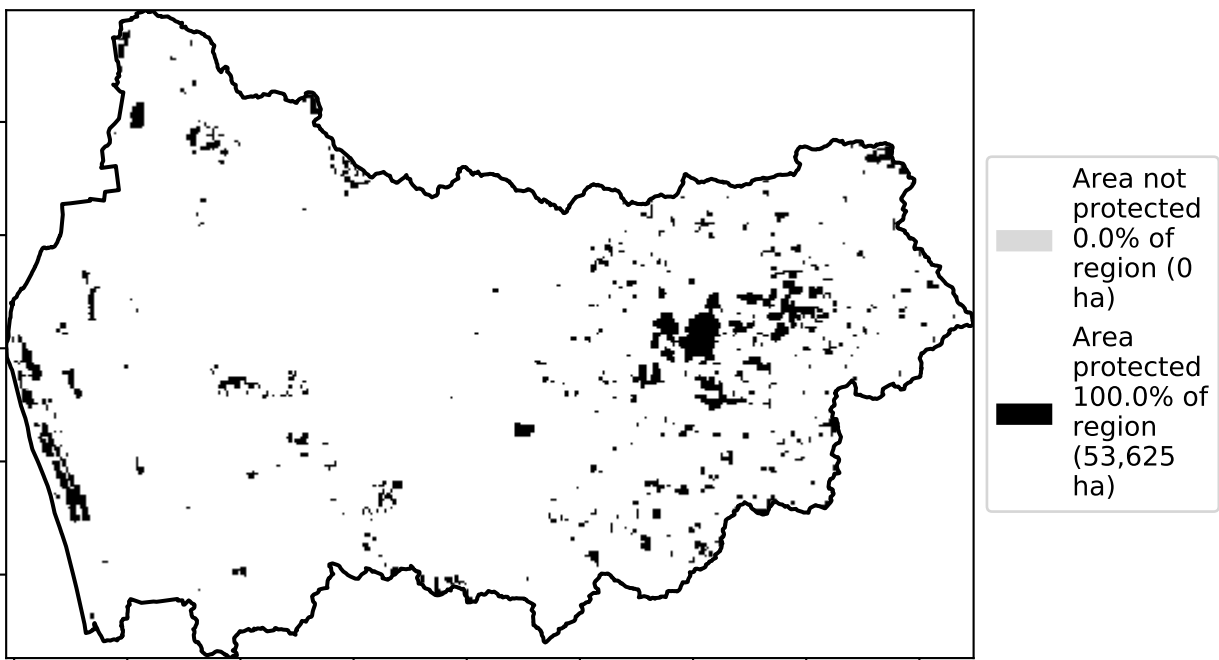 Area not
protected
0.0% of
region (0
ha)
Area
protected
100.0% of
region
(53,625
ha)